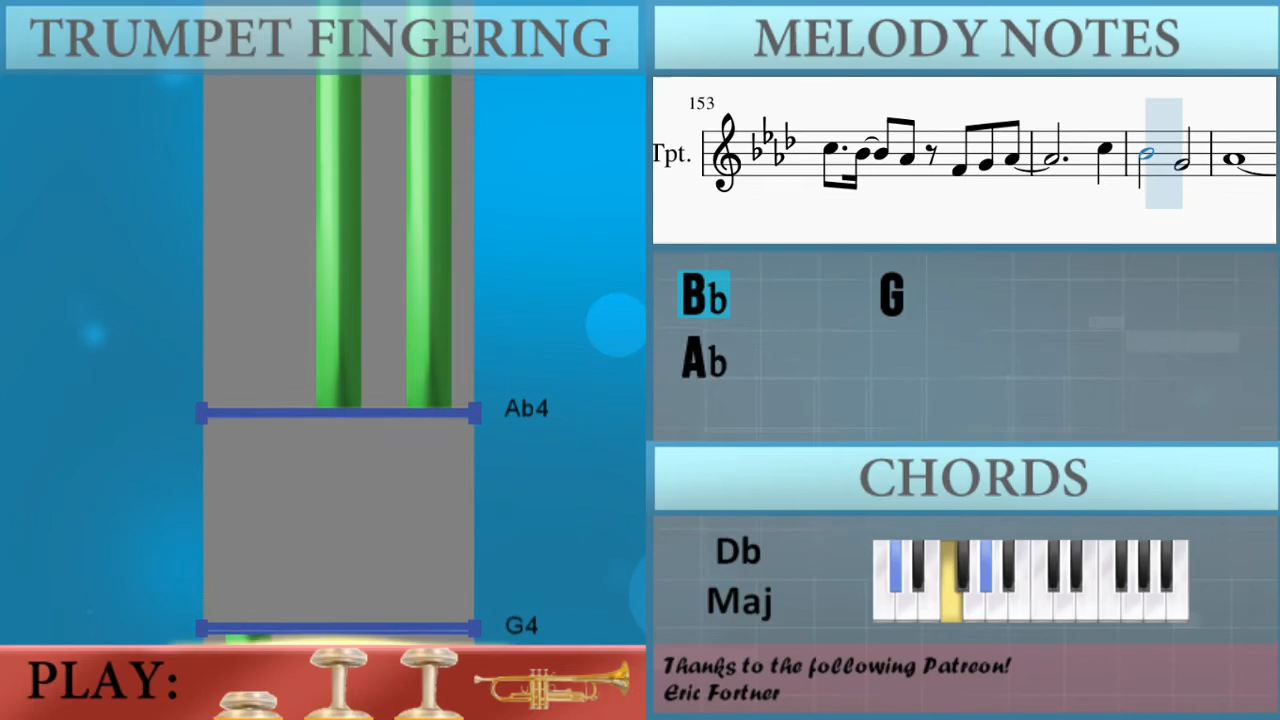 TRUMPET FINGERING
Ab4
G4
PLAY:
MELODY NOTES
153
Tpt.
Bb G
Ab
CHORDS
Db
Maj
Thanks to the following Patreon!
Eric Fortner